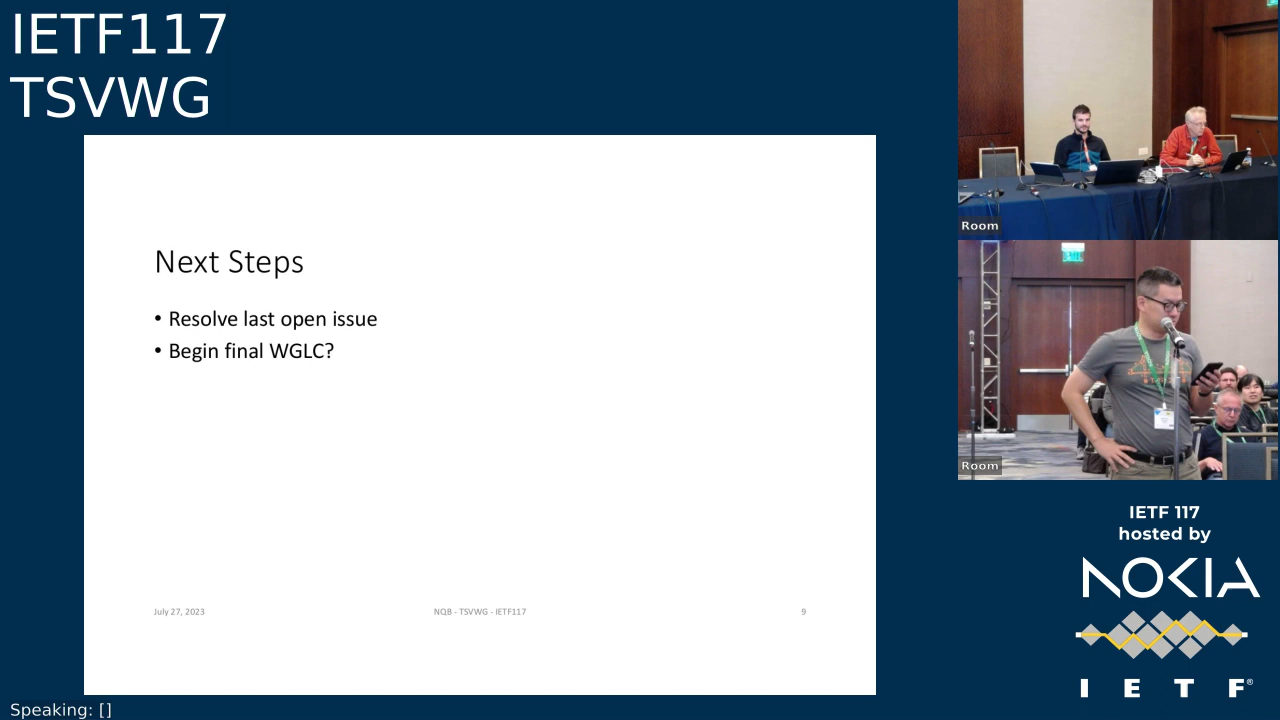 IETF117
TSVWG
Next Steps
• Resolve last open issue
• Begin final WGLC?
July 27, 2023
NQB - TSVWG - IETF117
9
Room
Room
IETF 117
hosted by
NOKIA
I E T F®
Speaking: []